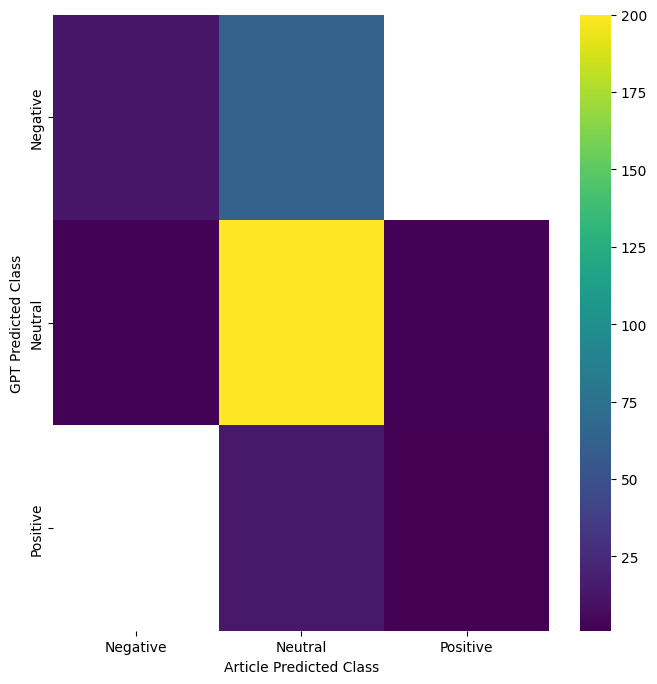 GPT Predicted Class
Negative
Neutral
Positive
Negative Neutral Positive
Article Predicted Class
200
175
150
125
100
75
50
25